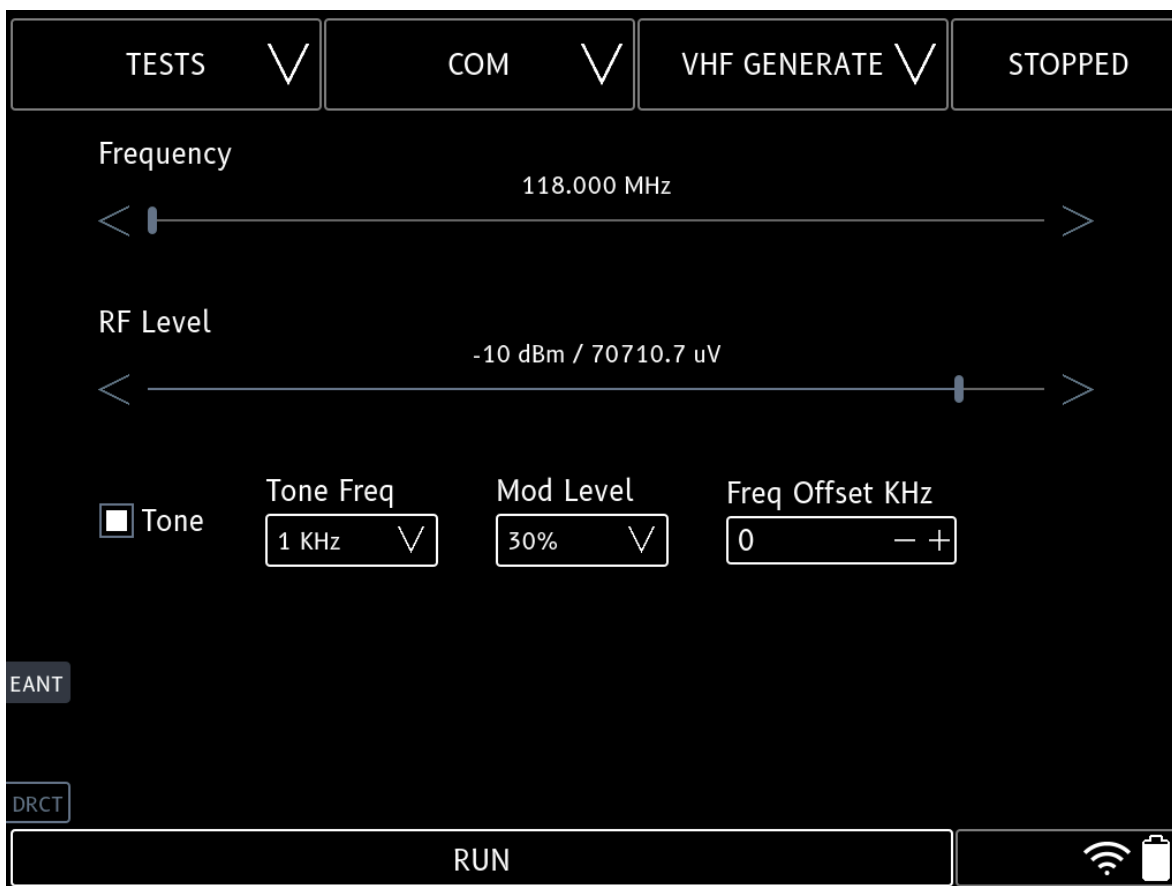 TESTS
COM
VHF GENERATE
STOPPED
Frequency
118.000 MHz
RF Level
-10 dBm / 70710.7 uV
Tone
Tone Freq
1 KHz
Mod Level
30%
Freq Offset KHz
0
EANT
DRCT
RUN